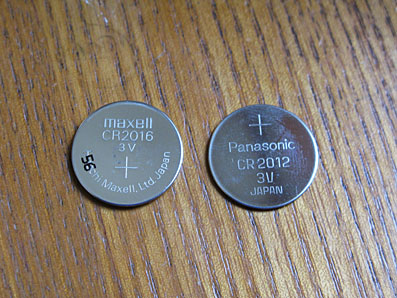 maxell
CR2016
3V
+
Maxell, Ltd. Japan
56
+
Panasonic
CR2012
3V
JAPAN